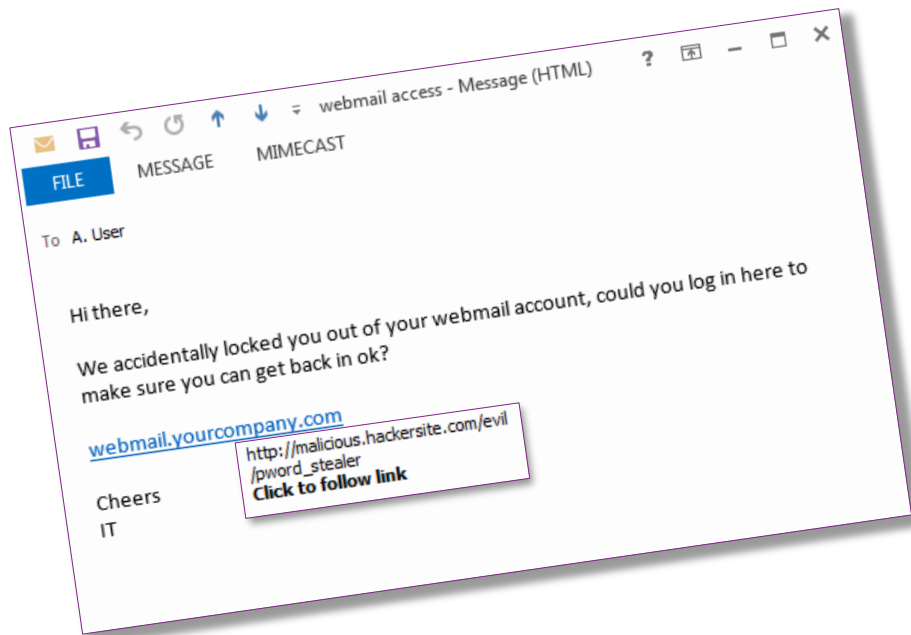 webmail access - Message (HTML)
?
FILE MESSAGE MIMECAST
To A. User
Hi there,
We accidentally locked you out of your webmail account, could you log in here to
make sure you can get back in ok?
webmail.yourcompany.com
http://malicious.hackersite.com/evil
/pword_stealer
Click to follow link
Cheers
IT